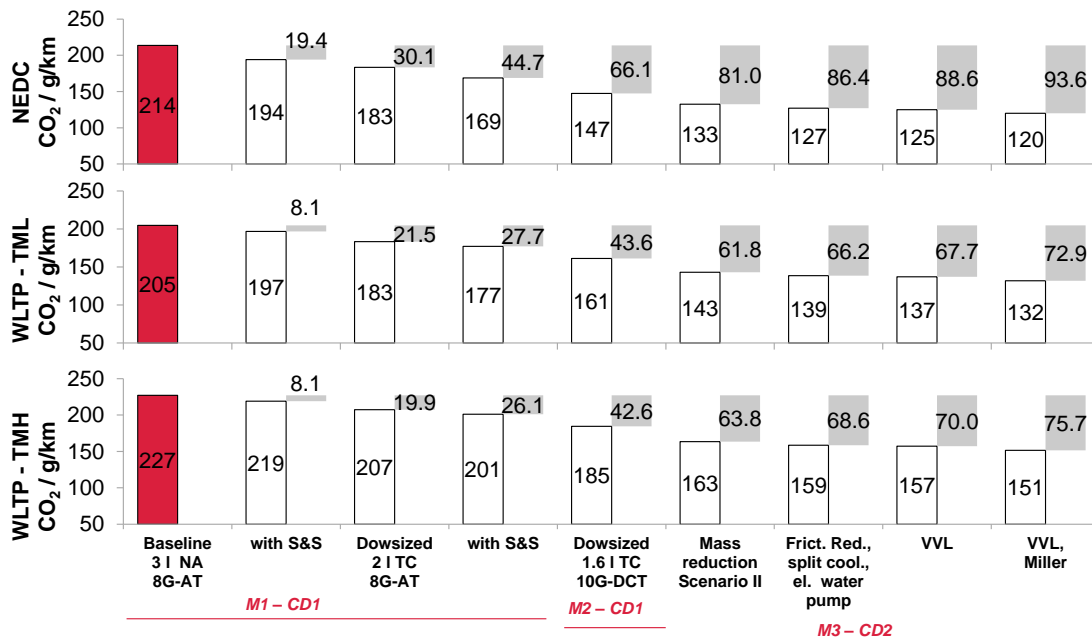 250
19.4
30.1
44.7
66.1
81.0
86.4
88.6
93.6
200
150
100
50
NEDC
CO₂ / g/km
214
194
183
169
147
133
127
125
120
250
8.1
21.5
27.7
43.6
61.8
66.2
67.7
72.9
200
150
100
50
WLTP - TML
CO₂ / g/km
205
197
183
177
161
143
139
137
132
250
8.1
19.9
26.1
42.6
63.8
68.6
70.0
75.7
200
150
100
50
WLTP - TMH
CO₂ / g/km
227
219
207
201
185
163
159
157
151
Baseline
3 l NA
8G-AT
with S&S
Dowsized
2 l TC
8G-AT
with S&S
Dowsized
1.6 l TC
10G-DCT
Mass
reduction
Scenario II
Frict. Red.,
split cool.,
el. water
pump
VVL
VVL,
Miller
M1 – CD1
M2 – CD1
M3 – CD2